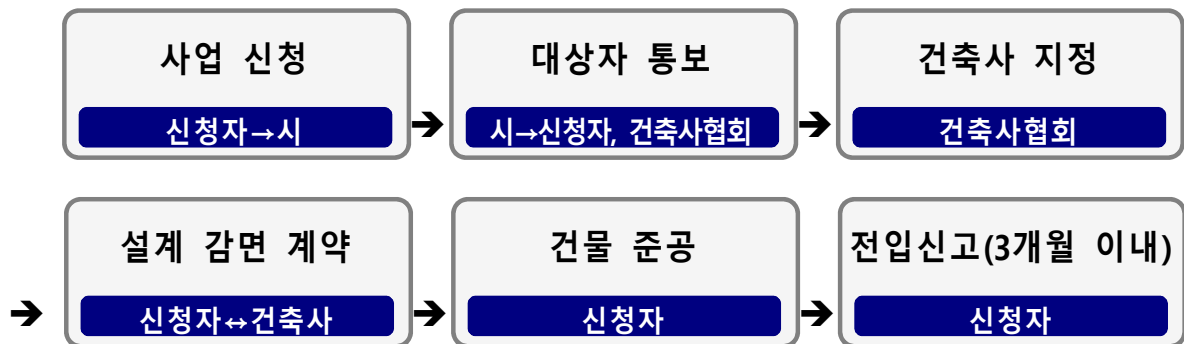 사업 신청
신청자→시
대상자 통보
시→신청자, 건축사협회
건축사 지정
건축사협회
설계 감면 계약
신청자↔건축사
건물 준공
신청자
전입신고(3개월 이내)
신청자